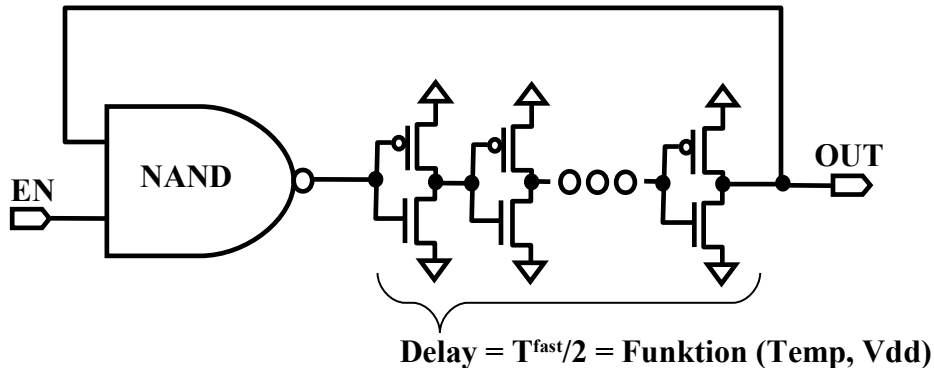 NAND
OUT
EN
Delay = T^fast/2 = Funktion (Temp, Vdd)